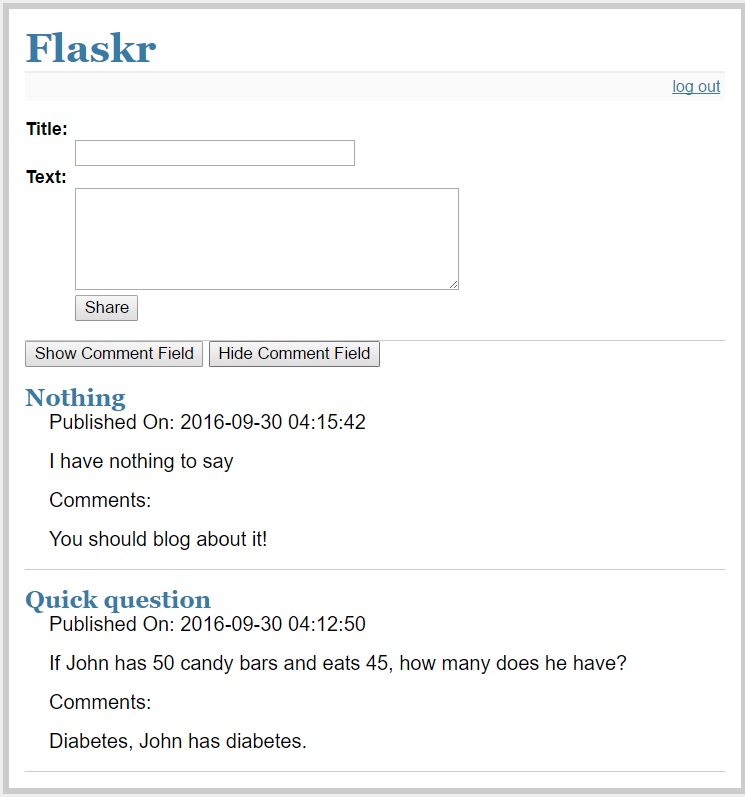 Flaskr
log out
Title:
Text:
Share
Show Comment Field Hide Comment Field
Nothing
Published On: 2016-09-30 04:15:42
I have nothing to say
Comments:
You should blog about it!
Quick question
Published On: 2016-09-30 04:12:50
If John has 50 candy bars and eats 45, how many does he have?
Comments:
Diabetes, John has diabetes.